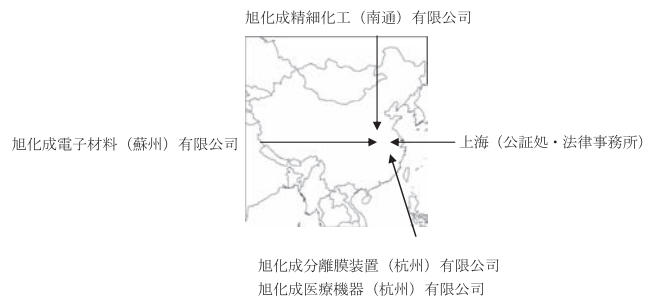 旭化成精細化工（南通）有限公司
旭化成電子材料（蘇州）有限公司
上海（公証処・法律事務所）
旭化成分離膜装置（杭州）有限公司
旭化成医療機器（杭州）有限公司